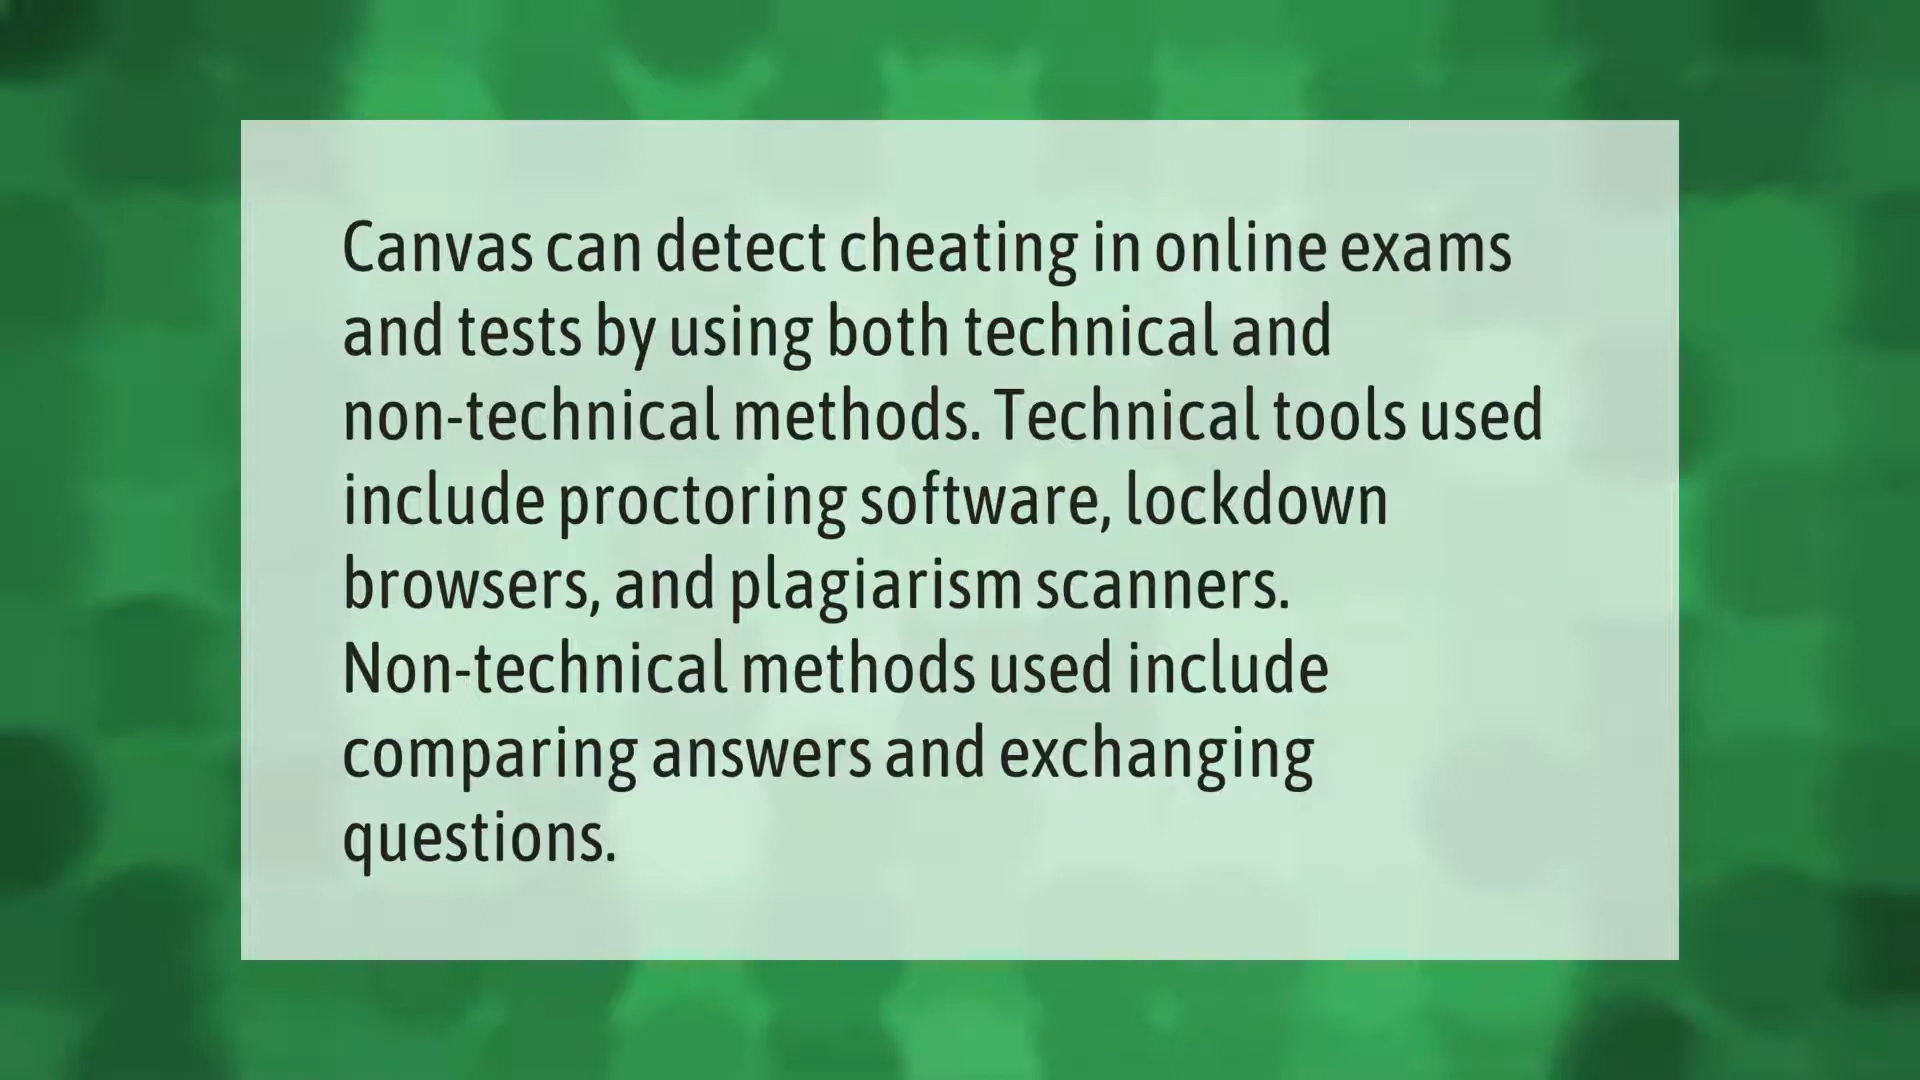 Canvas can detect cheating in online exams
and tests by using both technical and
non-technical methods. Technical tools used
include proctoring software, lockdown
browsers, and plagiarism scanners.
Non-technical methods used include
comparing answers and exchanging
questions.